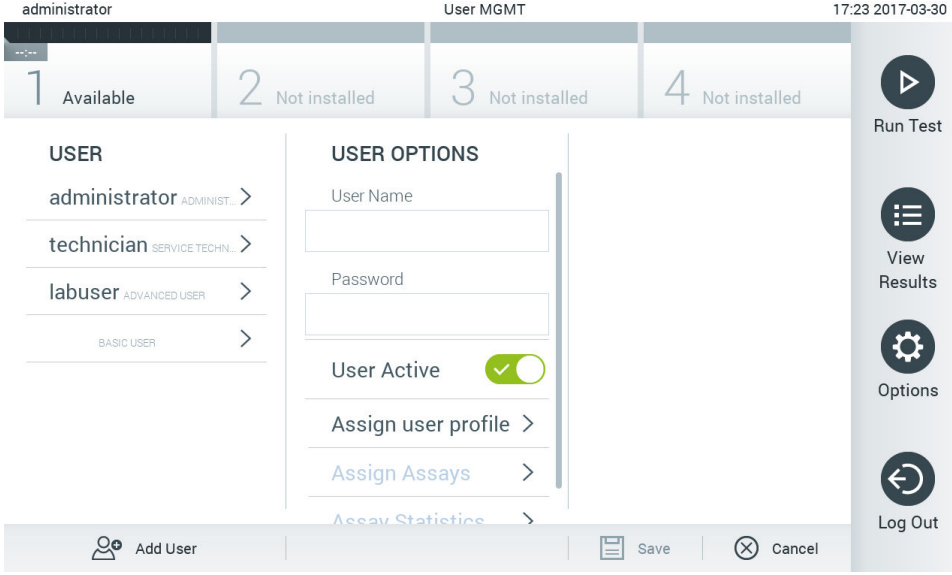 administrator User MGMT 17:23 2017-03-30
--:--
1 Available
2 Not installed
3 Not installed
4 Not installed
Run Test
View
Results
Options
Log Out
USER
administrator ADMINIST...
technician SERVICE TECHN...
labuser ADVANCED USER
BASIC USER
USER OPTIONS
User Name
Password
User Active
Assign user profile
Assign Assays
Assay Statistics
Add User
Save
Cancel